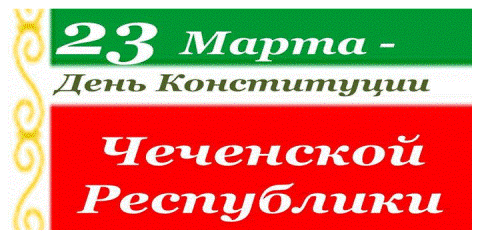 23 Марта -
День Конституции
Чеченской
Республики